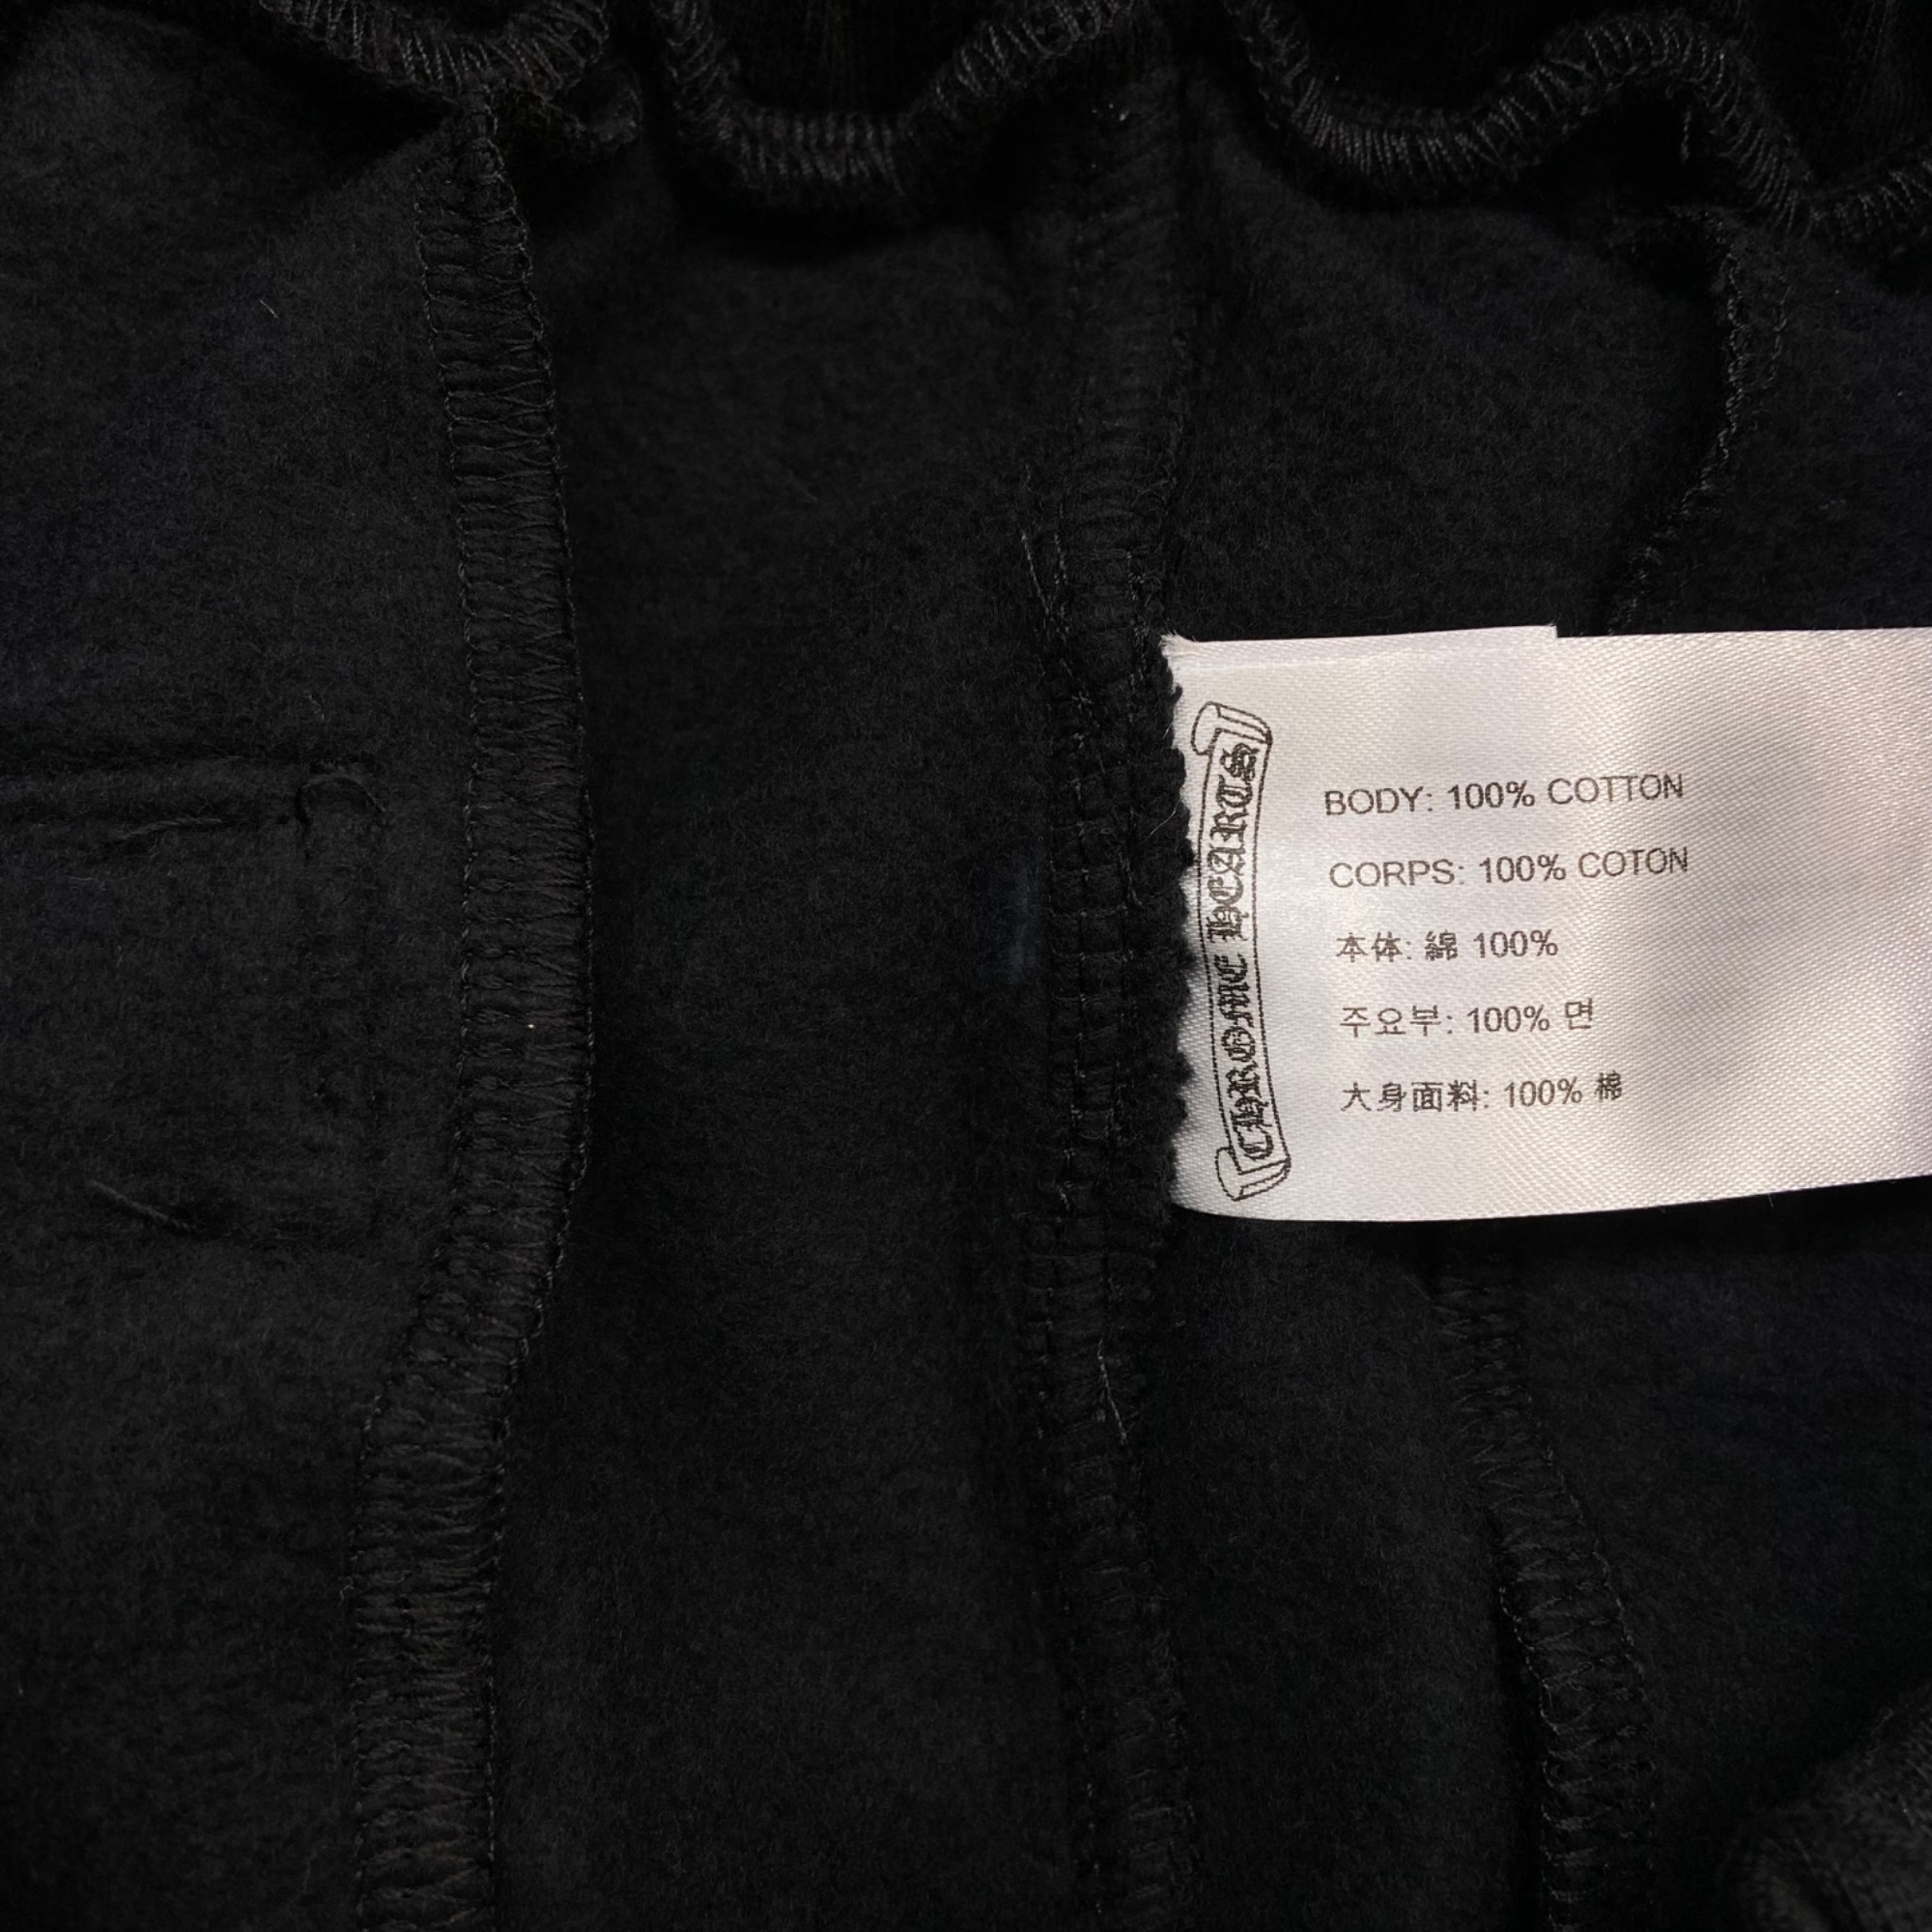 CHROME HEARTS
BODY: 100% COTTON
CORPS: 100% COTON
本体: 綿 100%
주요부: 100% 면
大身面料: 100% 棉